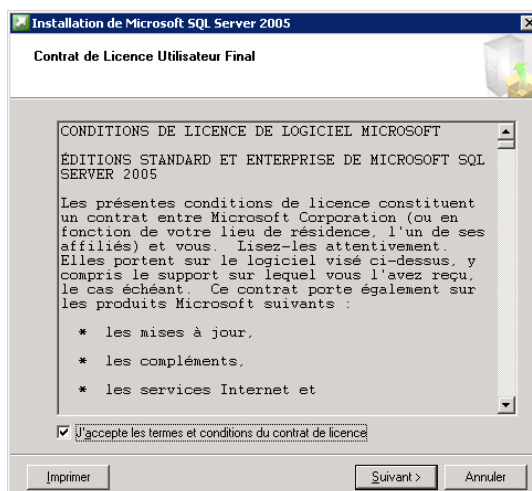 Installation de Microsoft SQL Server 2005
Contrat de Licence Utilisateur Final
CONDITIONS DE LICENCE DE LOGICIEL MICROSOFT
ÉDITIONS STANDARD ET ENTERPRISE DE MICROSOFT SQL
SERVER 2005
Les présentes conditions de licence constituent
un contrat entre Microsoft Corporation (ou en
fonction de votre lieu de résidence, l'un de ses
affiliés) et vous.  Lisez-les attentivement.
Elles portent sur le logiciel visé ci-dessus, y
compris le support sur lequel vous l'avez reçu,
le cas échéant.  Ce contrat porte également sur
les produits Microsoft suivants :
* les mises à jour,
* les compléments,
* les services Internet et
J'accepte les termes et conditions du contrat de licence
Imprimer
Suivant >
Annuler